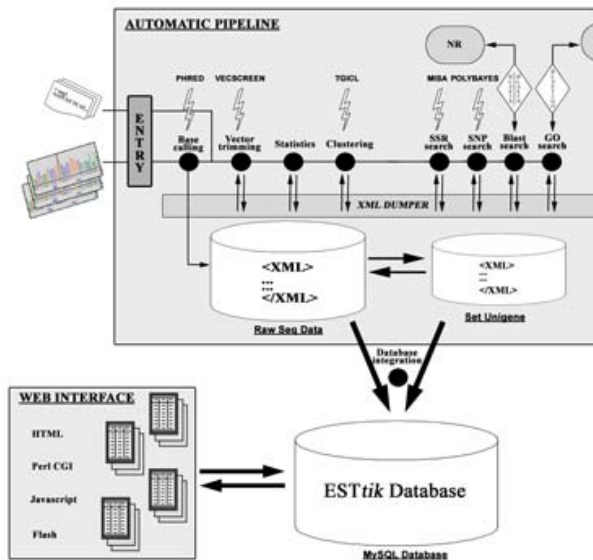 AUTOMATIC PIPELINE
NR
PHRED
VECSCREEN
TGICL
MISA
POLYBAYES
ENTRY
Base
calling
Vector
trimming
Statistics
Clustering
SSR
search
SNP
search
Blast
search
GO
search
XML DUMPER
<XML>
:::
</XML>
<XML>
</XML>
Raw Seq Data
Set Unigene
Database
integration
WEB INTERFACE
HTML
Perl CGI
Javascript
Flash
ESTtik Database
MySQL Database